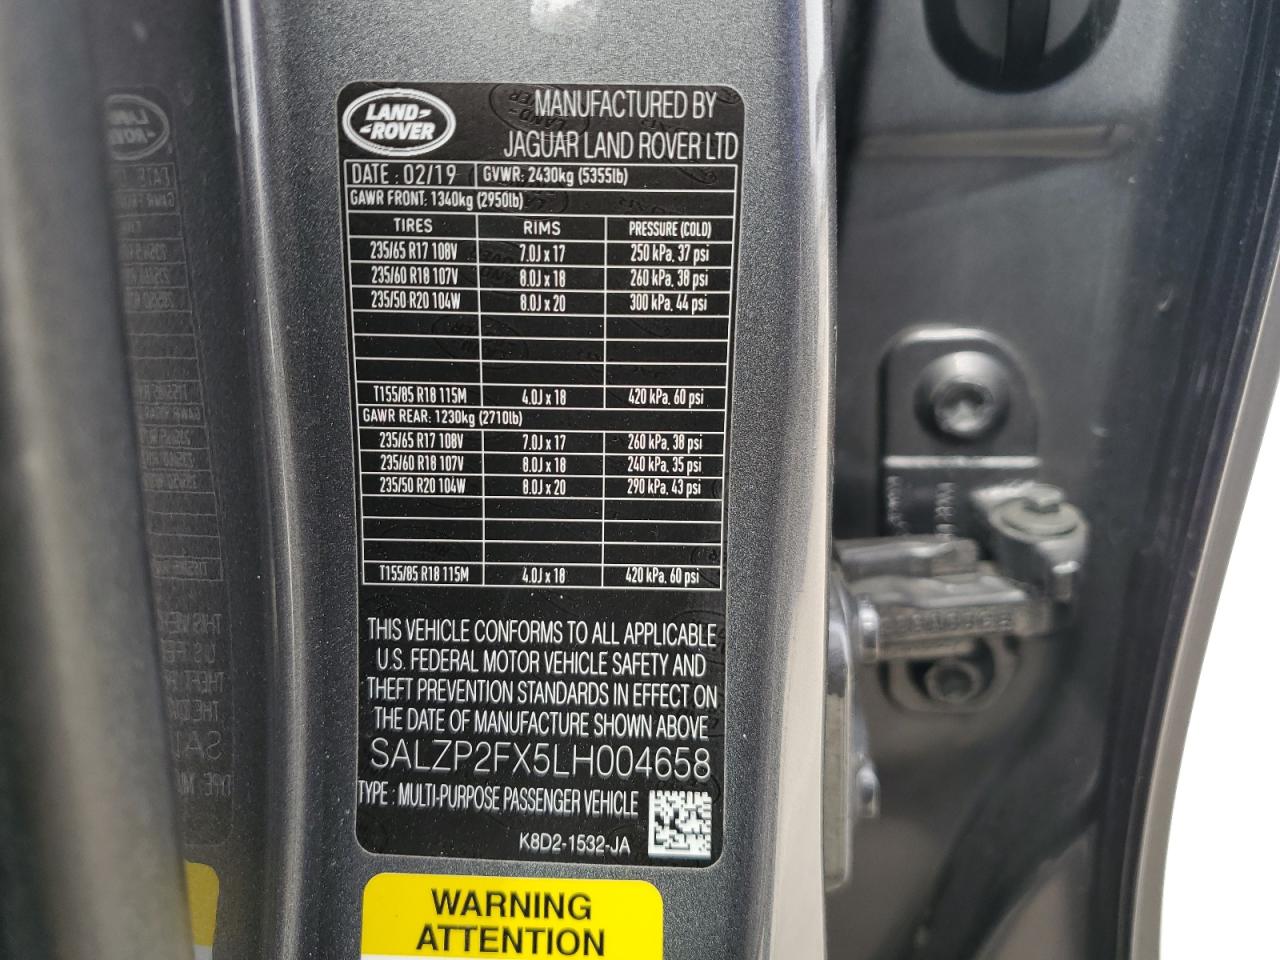 LAND-
-ROVER
MANUFACTURED BY
JAGUAR LAND ROVER LTD
DATE : 02/19 GVWR: 2430kg (5355lb)
GAWR FRONT: 1340kg (2950lb)
TIRES RIMS PRESSURE (COLD)
235/65 R17 108V 7.0J x 17 250 kPa, 37 psi
235/60 R18 107V 8.0J x 18 260 kPa, 38 psi
235/50 R20 104W 8.0J x 20 300 kPa, 44 psi
T155/85 R18 115M 4.0J x 18 420 kPa, 60 psi
GAWR REAR: 1230kg (2710lb)
235/65 R17 108V 7.0J x 17 260 kPa, 38 psi
235/60 R18 107V 8.0J x 18 240 kPa, 35 psi
235/50 R20 104W 8.0J x 20 290 kPa, 43 psi
T155/85 R18 115M 4.0J x 18 420 kPa, 60 psi
THIS VEHICLE CONFORMS TO ALL APPLICABLE
U.S. FEDERAL MOTOR VEHICLE SAFETY AND
THEFT PREVENTION STANDARDS IN EFFECT ON
THE DATE OF MANUFACTURE SHOWN ABOVE
SALZP2FX5LH004658
TYPE : MULTI-PURPOSE PASSENGER VEHICLE
K8D2-1532-JA
WARNING
ATTENTION